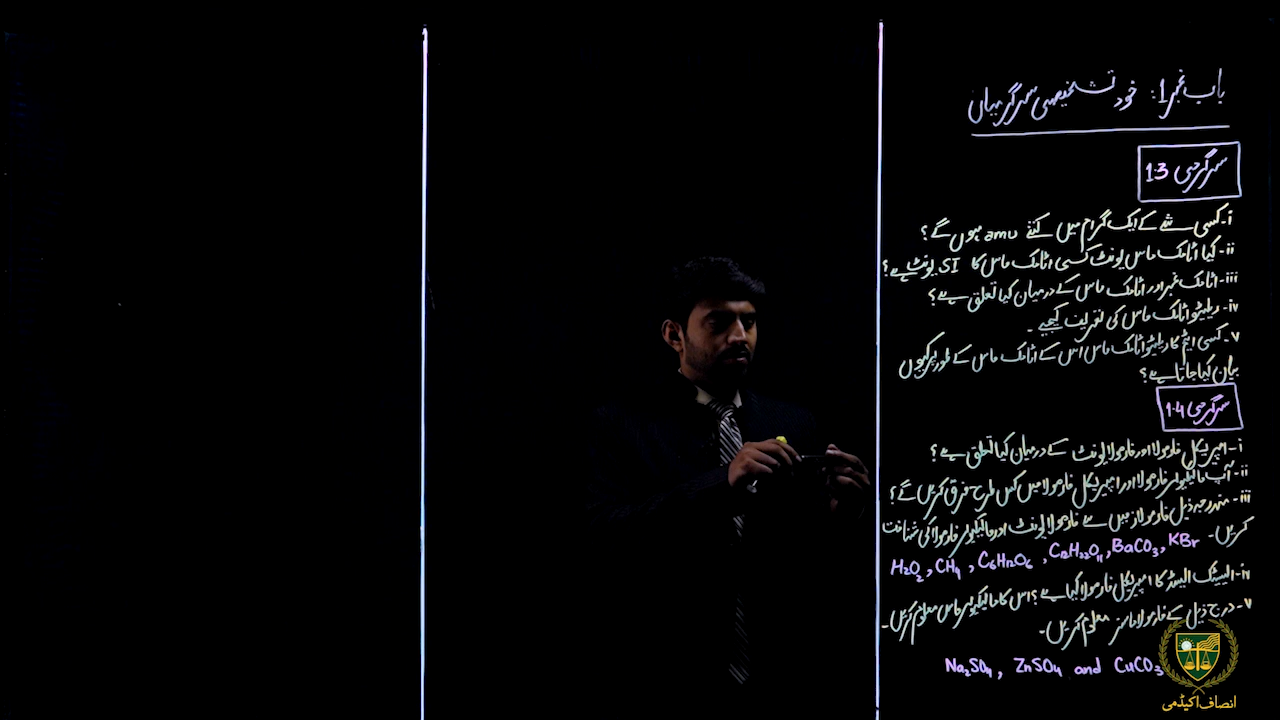 باب نمبر 1: خود تشخیصی سرگرمیاں
سرگرمی 1.3
i- کسی شے کے ایک گرام میں کتنے amu ہوں گے؟
ii- کیا اٹامک ماس یونٹ کسی اٹامک ماس کا SI یونٹ ہے؟
iii- اٹامک نمبر اور اٹامک ماس کے درمیان کیا تعلق ہے؟
iv- ریلیٹو اٹامک ماس کی تعریف کیجیے -
v- کسی ایٹم کا ریلیٹو اٹامک ماس اس کے اٹامک ماس کے طور پر کیوں
بیان کیا جاتا ہے؟
سرگرمی 1.4
i- امپیریکل فارمولا اور فارمولا یونٹ کے درمیان کیا تعلق ہے؟
ii- آپ مالیکیولر فارمولا اور امپیریکل فارمولا میں کس طرح فرق کریں گے؟
iii- مندرجہ ذیل فارمولاز میں سے فارمولا یونٹ اور مالیکیولر فارمولا کی شناخت
کریں-
H₂O₂, CH₄, C₆H₁₂O₆, C₁₂H₂₂O₁₁, BaCO₃, KBr
iv- ایسیٹک ایسڈ کا امپیریکل فارمولا کیا ہے؟ اس کا مالیکیولر ماس معلوم کریں-
v- درج ذیل کے فارمولا ماسز معلوم کریں-
Na₂SO₄, ZnSO₄ and CuCO₃
انصاف اکیڈمی